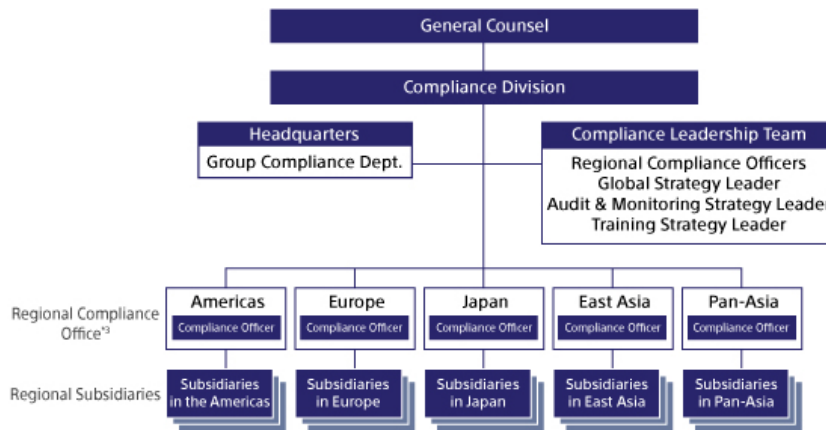 General Counsel
Compliance Division
Headquarters
Group Compliance Dept.
Compliance Leadership Team
Regional Compliance Officers
Global Strategy Leader
Audit & Monitoring Strategy Leader
Training Strategy Leader
Regional Compliance
Office*3
Americas
Compliance Officer
Europe
Compliance Officer
Japan
Compliance Officer
East Asia
Compliance Officer
Pan-Asia
Compliance Officer
Regional Subsidiaries
Subsidiaries
in the Americas
Subsidiaries
in Europe
Subsidiaries
in Japan
Subsidiaries
in East Asia
Subsidiaries
in Pan-Asia